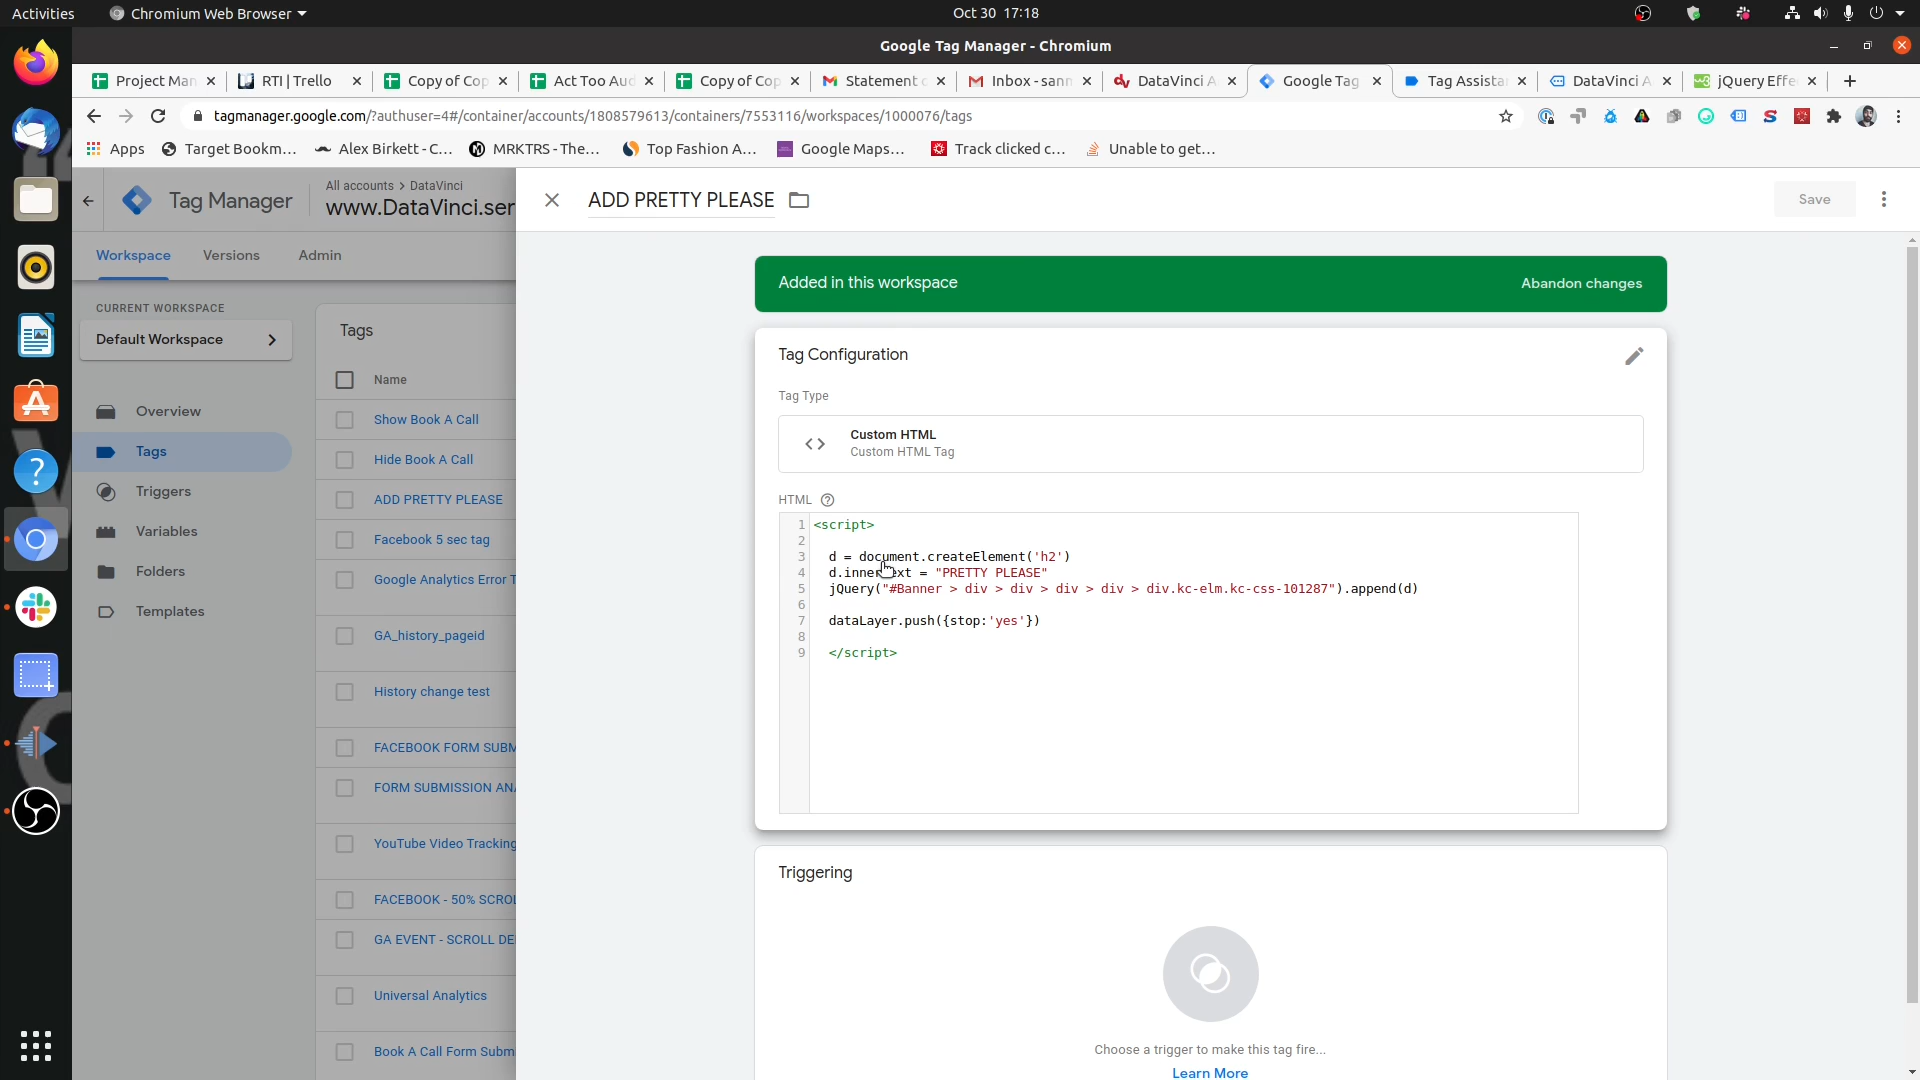 Activities
Chromium Web Browser
Oct 30 17:18
Google Tag Manager - Chromium
Project Man
RTI | Trello
Copy of Cop
Act Too Aud
Copy of Cop
Statement o
Inbox - sann
DataVinci A
Google Tag
Tag Assista
DataVinci A
jQuery Effe
tagmanager.google.com/?authuser=4#/container/accounts/1808579613/containers/7553116/workspaces/1000076/tags
Apps
Target Bookm...
Alex Birkett - C...
MRKTRS - The...
Top Fashion A...
Google Maps...
Track clicked c...
Unable to get...
Tag Manager
All accounts > DataVinci
www.DataVinci.ser
ADD PRETTY PLEASE
Save
Workspace
Versions
Admin
CURRENT WORKSPACE
Default Workspace
Overview
Tags
Triggers
Variables
Folders
Templates
Tags
Name
Show Book A Call
Hide Book A Call
ADD PRETTY PLEASE
Facebook 5 sec tag
Google Analytics Error T
GA_history_pageid
History change test
FACEBOOK FORM SUBM
FORM SUBMISSION AN
YouTube Video Tracking
FACEBOOK - 50% SCROL
GA EVENT - SCROLL DE
Universal Analytics
Book A Call Form Subm
Added in this workspace
Abandon changes
Tag Configuration
Tag Type
Custom HTML
Custom HTML Tag
HTML
1 <script>
2
3 d = document.createElement('h2')
4 d.inner xt = "PRETTY PLEASE"
5 jQuery("#Banner > div > div > div > div > div.kc-elm.kc-css-101287").append(d)
6
7 dataLayer.push({stop:'yes'})
8
9 </script>
Triggering
Choose a trigger to make this tag fire...
Learn More